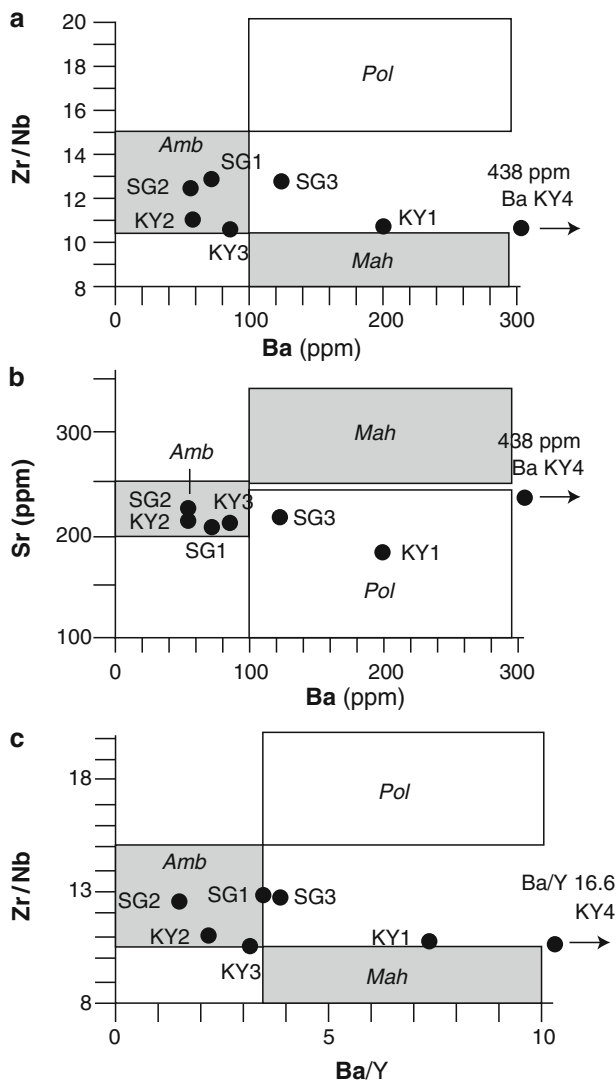 a
20
18
16
14
12
10
8
Zr/Nb
Pol
Amb
SG1
SG2
SG3
KY2
KY3
KY1
438 ppm
Ba KY4
Mah
0 100 200 300
Ba (ppm)
b
300
200
100
Sr (ppm)
Mah
438 ppm
Ba KY4
Amb
SG2 KY3
KY2
SG1
SG3
KY1
Pol
0 100 200 300
Ba (ppm)
c
18
13
8
Zr/Nb
Pol
Amb
SG2
SG1
SG3
KY2
KY3
KY1
Ba/Y 16.6
KY4
Mah
0 5 10
Ba/Y